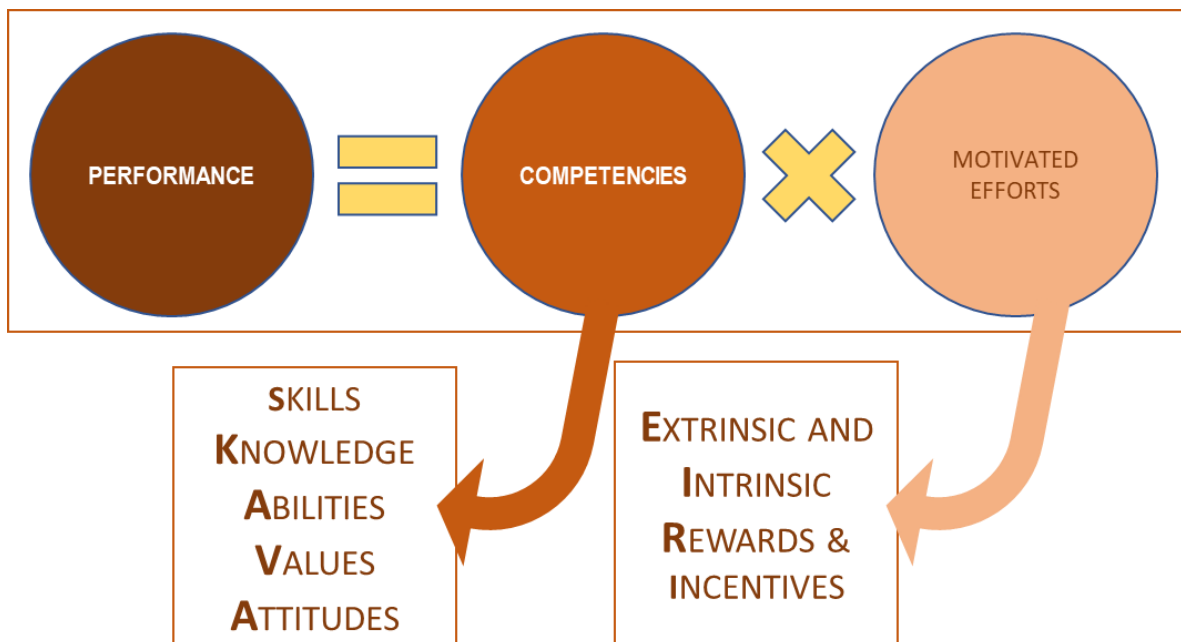 PERFORMANCE
COMPETENCIES
MOTIVATED
EFFORTS
SKILLS
KNOWLEDGE
ABILITIES
VALUES
ATTITUDES
EXTRINSIC AND
INTRINSIC
REWARDS &
INCENTIVES